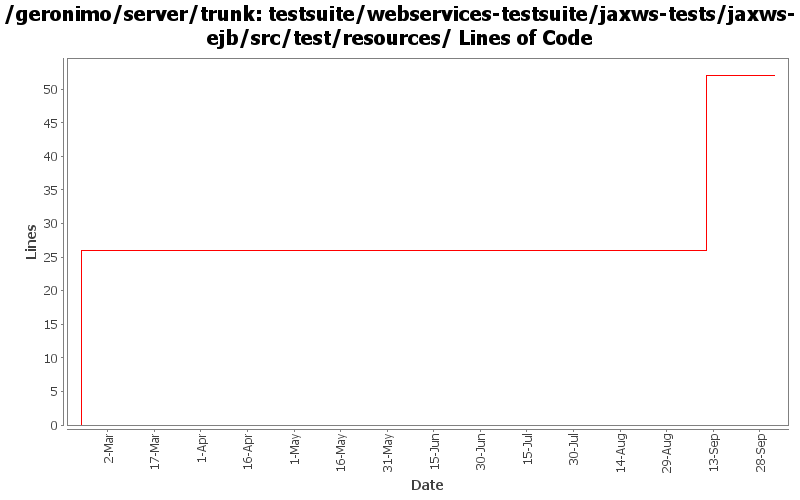 /geronimo/server/trunk: testsuite/webservices-testsuite/jaxws-tests/jaxws-
ejb/src/test/resources/ Lines of Code
Lines
50
45
40
35
30
25
20
15
10
5
0
2-Mar
17-Mar
1-Apr
16-Apr
1-May
16-May
31-May
15-Jun
30-Jun
15-Jul
30-Jul
14-Aug
29-Aug
13-Sep
28-Sep
Date